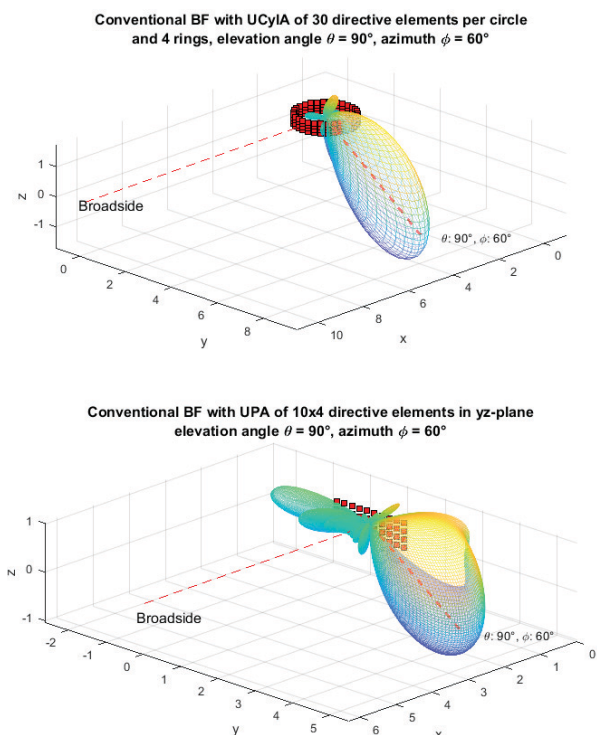 Conventional BF with UCylA of 30 directive elements per circle
and 4 rings, elevation angle θ = 90°, azimuth ϕ = 60°
1
0
-1
z
Broadside
θ: 90°, ϕ: 60°
0
2
4
6
8
y
10
8
6
4
2
0
x
Conventional BF with UPA of 10x4 directive elements in yz-plane
elevation angle θ = 90°, azimuth ϕ = 60°
1
0
-1
z
Broadside
θ: 90°, ϕ: 60°
-2
-1
0
1
2
3
4
5
y
6
5
4
3
2
1
0
x